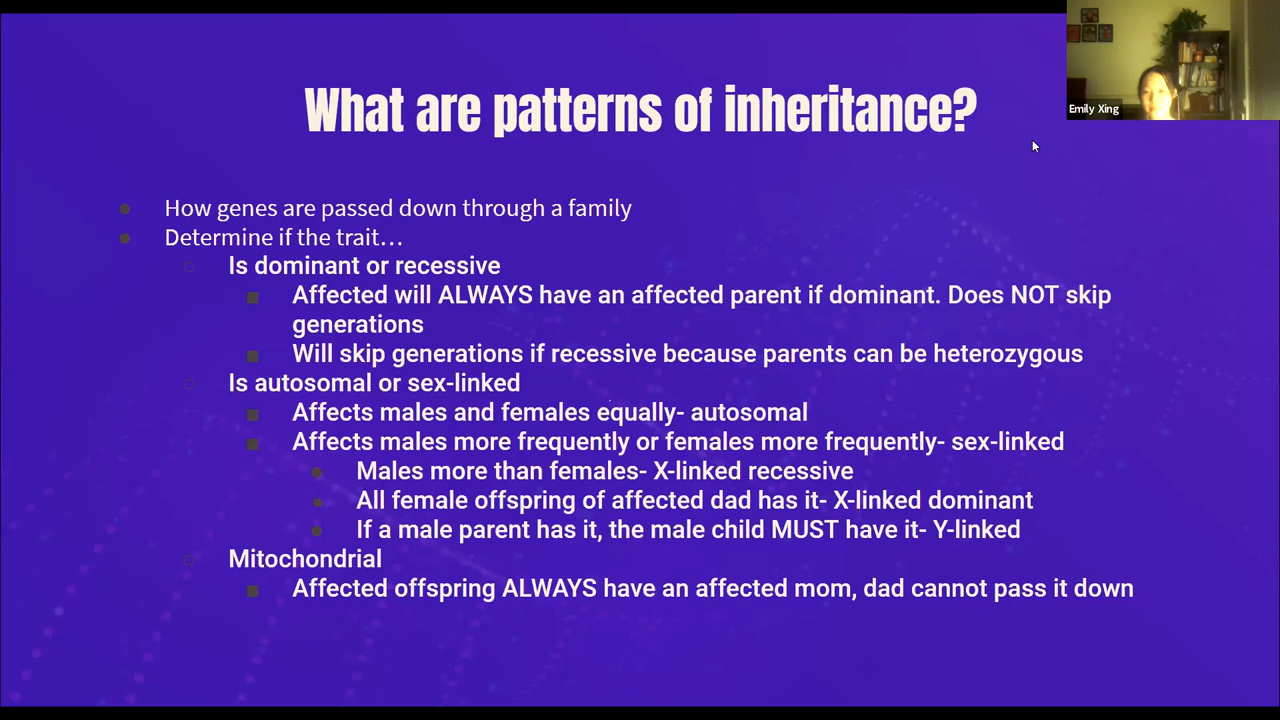 What are patterns of inheritance?
Emily Xing
How genes are passed down through a family
Determine if the trait…
Is dominant or recessive
Affected will ALWAYS have an affected parent if dominant. Does NOT skip
generations
Will skip generations if recessive because parents can be heterozygous
Is autosomal or sex-linked
Affects males and females equally- autosomal
Affects males more frequently or females more frequently- sex-linked
Males more than females- X-linked recessive
All female offspring of affected dad has it- X-linked dominant
If a male parent has it, the male child MUST have it- Y-linked
Mitochondrial
Affected offspring ALWAYS have an affected mom, dad cannot pass it down